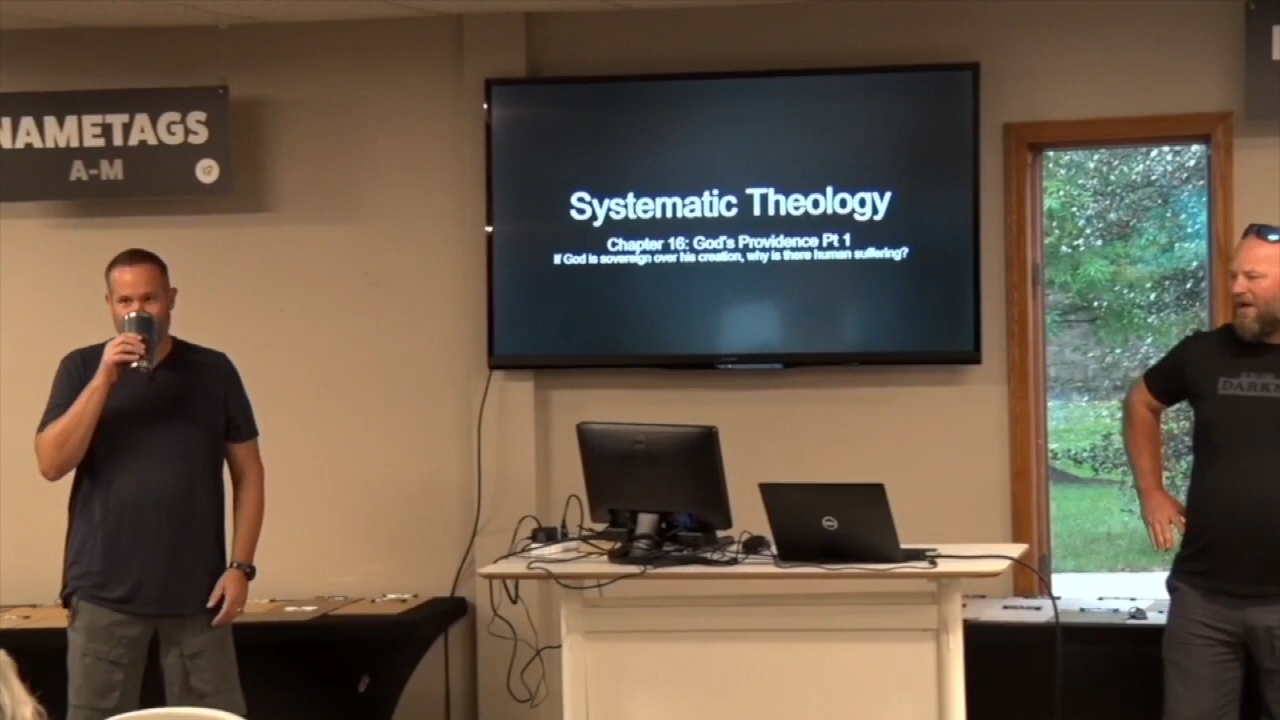 NAMETAGS
A-M
Systematic Theology
Chapter 16: God's Providence Pt 1
If God is sovereign over his creation, why is there human suffering?
DELL